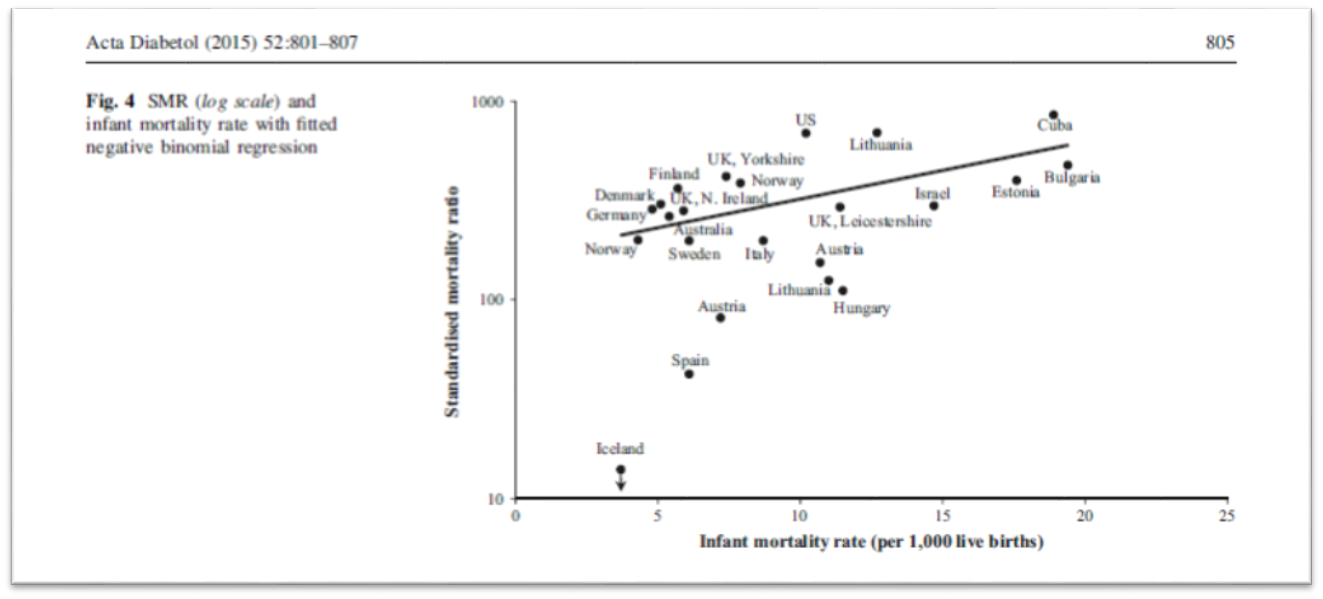 Acta Diabetol (2015) 52:801–807
805
Fig. 4 SMR (log scale) and
infant mortality rate with fitted
negative binomial regression
Standardised mortality ratio
1000
100
10
US
Cuba
Lithuania
UK, Yorkshire
Finland
Norway
Bulgaria
Denmark
UK, N. Ireland
Israel
Estonia
Germany
UK, Leicestershire
Australia
Norway
Sweden
Italy
Austria
Lithuania
Austria
Hungary
Spain
Iceland
0
5
10
15
20
25
Infant mortality rate (per 1,000 live births)